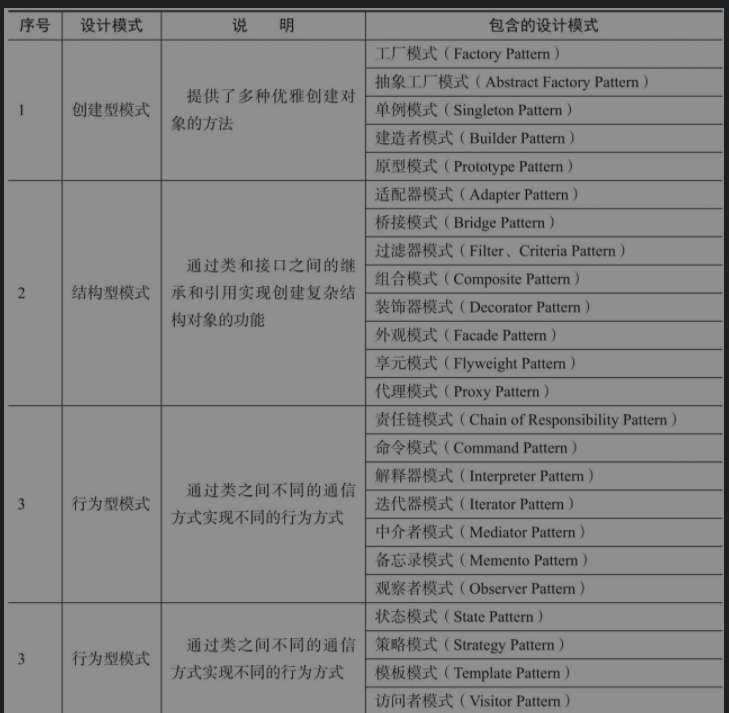 序号 设计模式 说 明 包含的设计模式
工厂模式（Factory Pattern）
抽象工厂模式（Abstract Factory Pattern）
1 创建型模式 提供了多种优雅创建对
象的方法
单例模式（Singleton Pattern）
建造者模式（Builder Pattern）
原型模式（Prototype Pattern）
适配器模式（Adapter Pattern）
桥接模式（Bridge Pattern）
过滤器模式（Filter、Criteria Pattern）
2 结构型模式 通过类和接口之间的继
承和引用实现创建复杂结
构对象的功能
组合模式（Composite Pattern）
装饰器模式（Decorator Pattern）
外观模式（Facade Pattern）
享元模式（Flyweight Pattern）
代理模式（Proxy Pattern）
责任链模式（Chain of Responsibility Pattern）
命令模式（Command Pattern）
解释器模式（Interpreter Pattern）
3 行为型模式 通过类之间不同的通信
方式实现不同的行为方式
迭代器模式（Iterator Pattern）
中介者模式（Mediator Pattern）
备忘录模式（Memento Pattern）
观察者模式（Observer Pattern）
状态模式（State Pattern）
3 行为型模式 通过类之间不同的通信
方式实现不同的行为方式
策略模式（Strategy Pattern）
模板模式（Template Pattern）
访问者模式（Visitor Pattern）